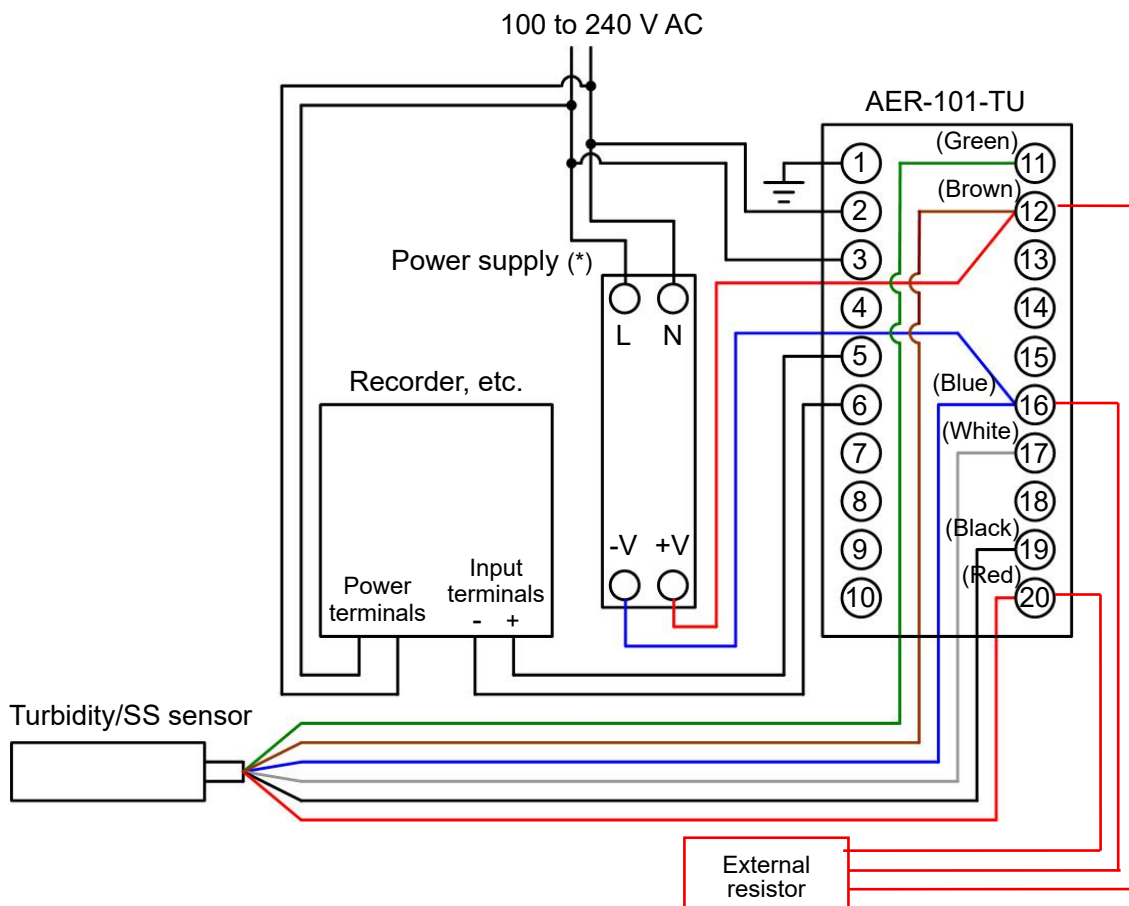 100 to 240 V AC
AER-101-TU
(Green)
1
11
(Brown)
2
12
Power supply (*)
3
13
L
N
4
14
5
15
Recorder, etc.
(Blue)
6
16
(White)
7
17
8
18
-V
+V
(Black)
9
19
Power
terminals
Input
terminals
- +
(Red)
10
20
Turbidity/SS sensor
External
resistor